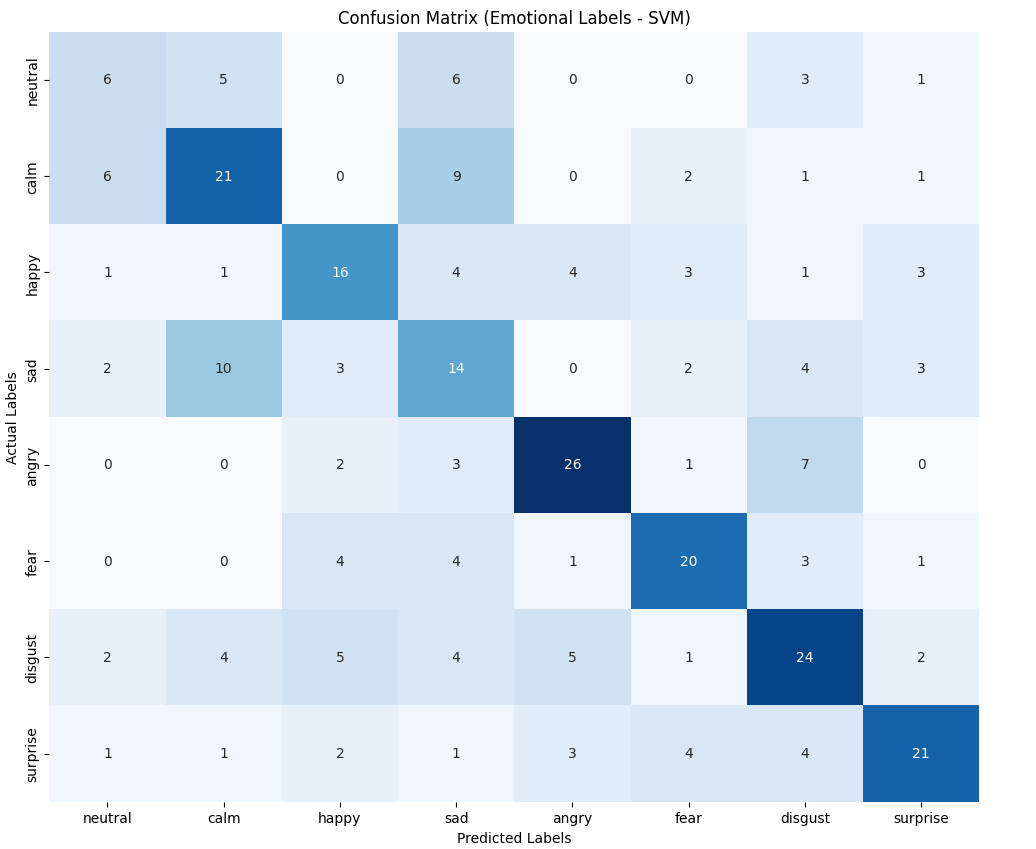 Confusion Matrix (Emotional Labels - SVM)
Actual Labels
neutral 6 5 0 6 0 0 3 1
calm 6 21 0 9 0 2 1 1
happy 1 1 16 4 4 3 1 3
sad 2 10 3 14 0 2 4 3
angry 0 0 2 3 26 1 7 0
fear 0 0 4 4 1 20 3 1
disgust 2 4 5 4 5 1 24 2
surprise 1 1 2 1 3 4 4 21
neutral calm happy sad angry fear disgust surprise
Predicted Labels